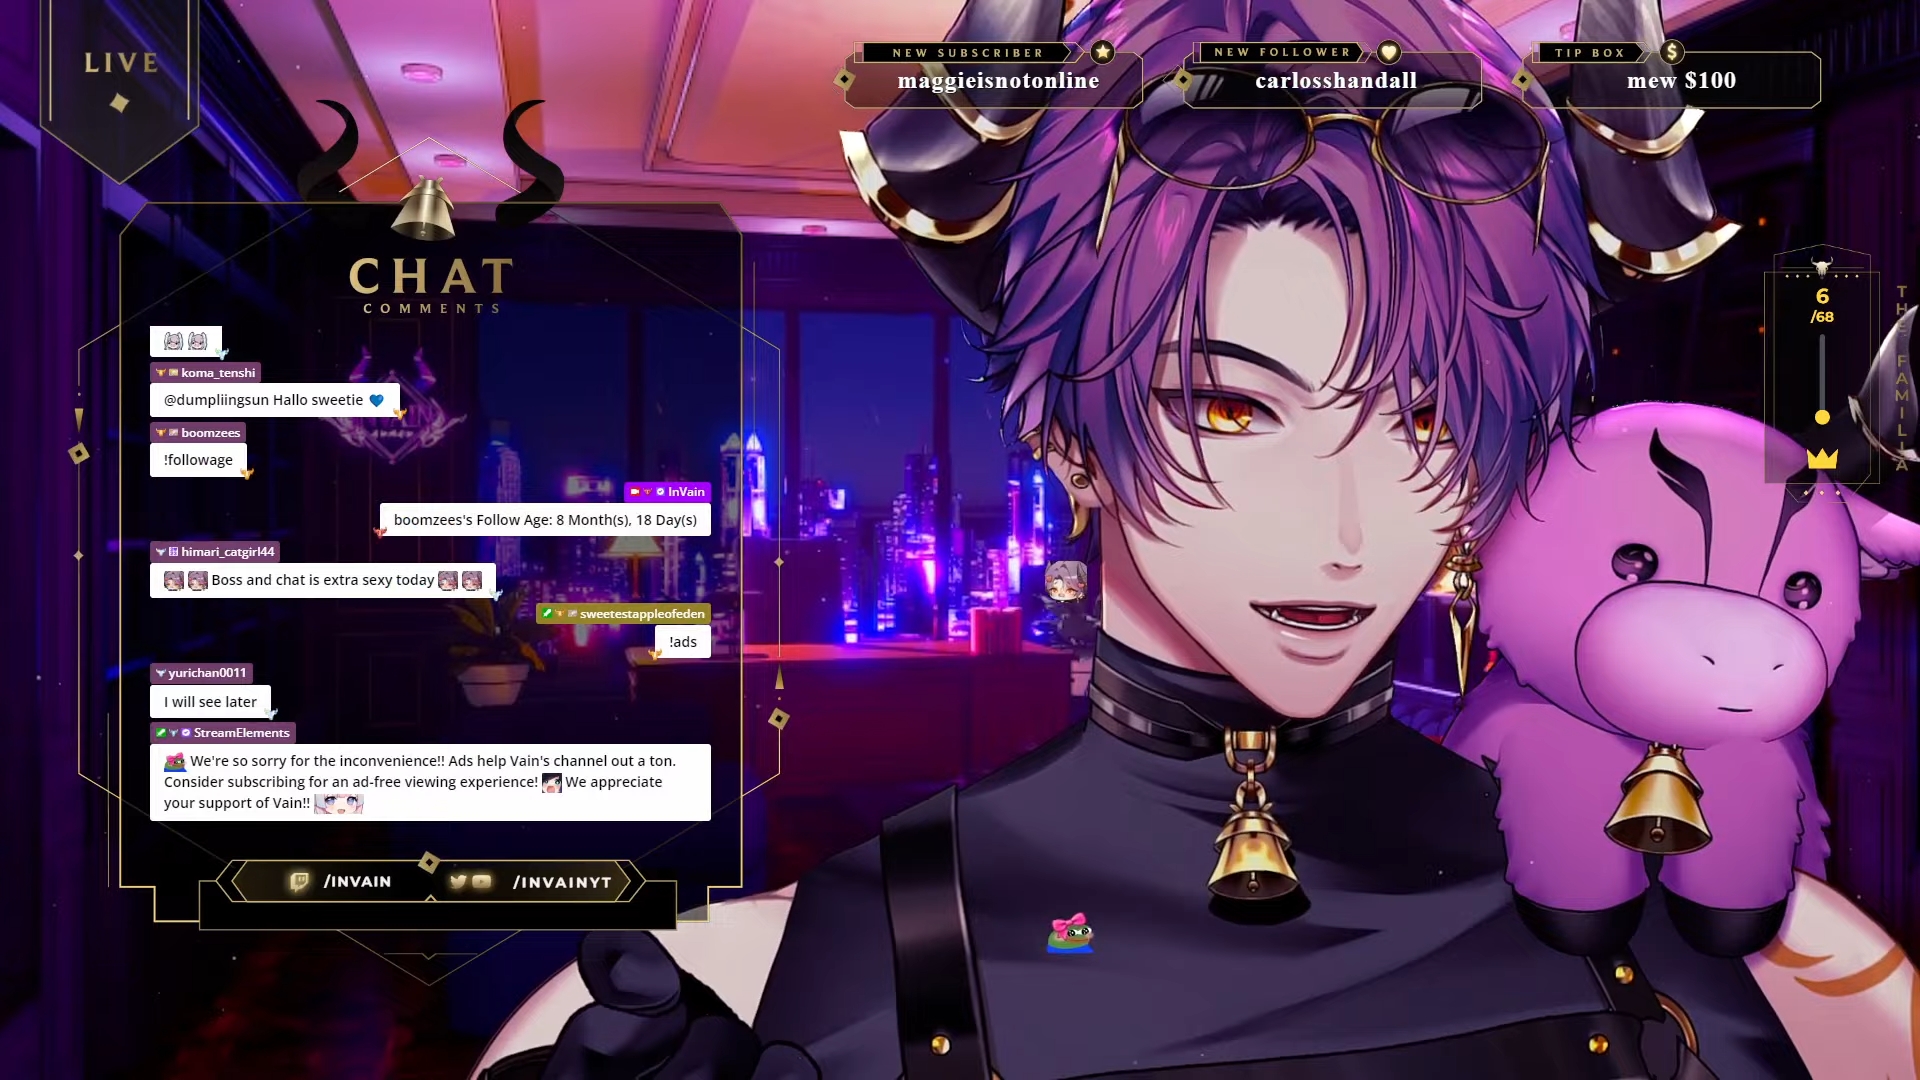 LIVE
NEW SUBSCRIBER
maggieisnotonline
NEW FOLLOWER
carlosshandall
TIP BOX
mew $100
CHAT
COMMENTS
koma_tenshi
@dumpliingsun Hallo sweetie
boomzees
!followage
InVain
boomzees's Follow Age: 8 Month(s), 18 Day(s)
himari_catgirl44
Boss and chat is extra sexy today
sweetestappleofeden
!ads
yurichan0011
I will see later
StreamElements
We're so sorry for the inconvenience!! Ads help Vain's channel out a ton.
Consider subscribing for an ad-free viewing experience! We appreciate
your support of Vain!!
/INVAIN
/INVAINYT
6
/68
THE FAMILIA